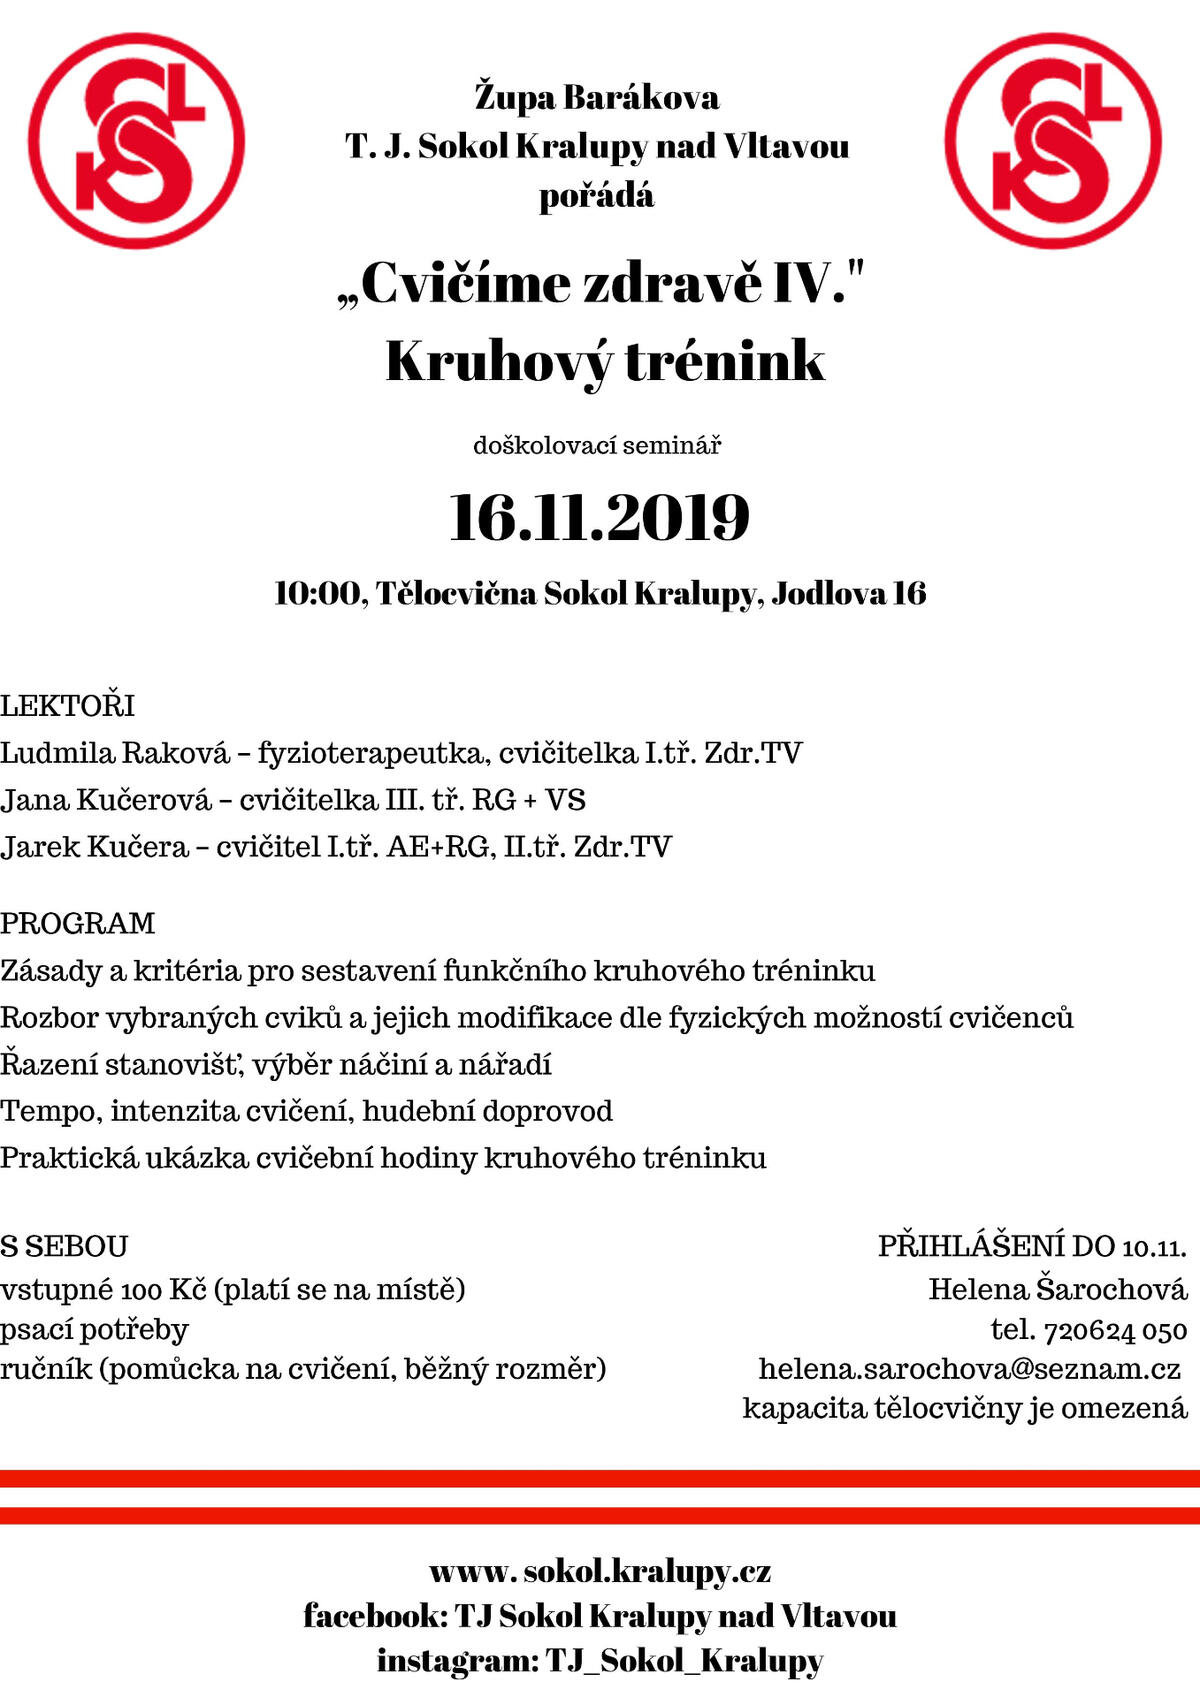 Župa Barákova
T. J. Sokol Kralupy nad Vltavou
pořádá
„Cvičíme zdravě IV."
Kruhový trénink
doškolovací seminář
16.11.2019
10:00, Tělocvična Sokol Kralupy, Jodlova 16
LEKTOŘI
Ludmila Raková – fyzioterapeutka, cvičitelka I.tř. Zdr.TV
Jana Kučerová – cvičitelka III. tř. RG + VS
Jarek Kučera – cvičitel I.tř. AE+RG, II.tř. Zdr.TV
PROGRAM
Zásady a kritéria pro sestavení funkčního kruhového tréninku
Rozbor vybraných cviků a jejich modifikace dle fyzických možností cvičenců
Řazení stanovišť, výběr náčiní a nářadí
Tempo, intenzita cvičení, hudební doprovod
Praktická ukázka cvičební hodiny kruhového tréninku
S SEBOU
vstupné 100 Kč (platí se na místě)
psací potřeby
ručník (pomůcka na cvičení, běžný rozměr)
PŘIHLÁŠENÍ DO 10.11.
Helena Šarochová
tel. 720624 050
helena.sarochova@seznam.cz
kapacita tělocvičny je omezená
www. sokol.kralupy.cz
facebook: TJ Sokol Kralupy nad Vltavou
instagram: TJ_Sokol_Kralupy